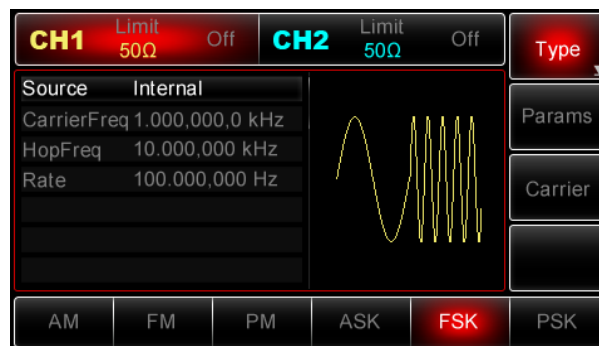 CH1 Limit 50Ω Off CH2 Limit 50Ω Off
Type
Source Internal
CarrierFreq 1.000,000,0 kHz
HopFreq 10.000,000 kHz
Rate 100.000,000 Hz
Params
Carrier
AM FM PM ASK FSK PSK